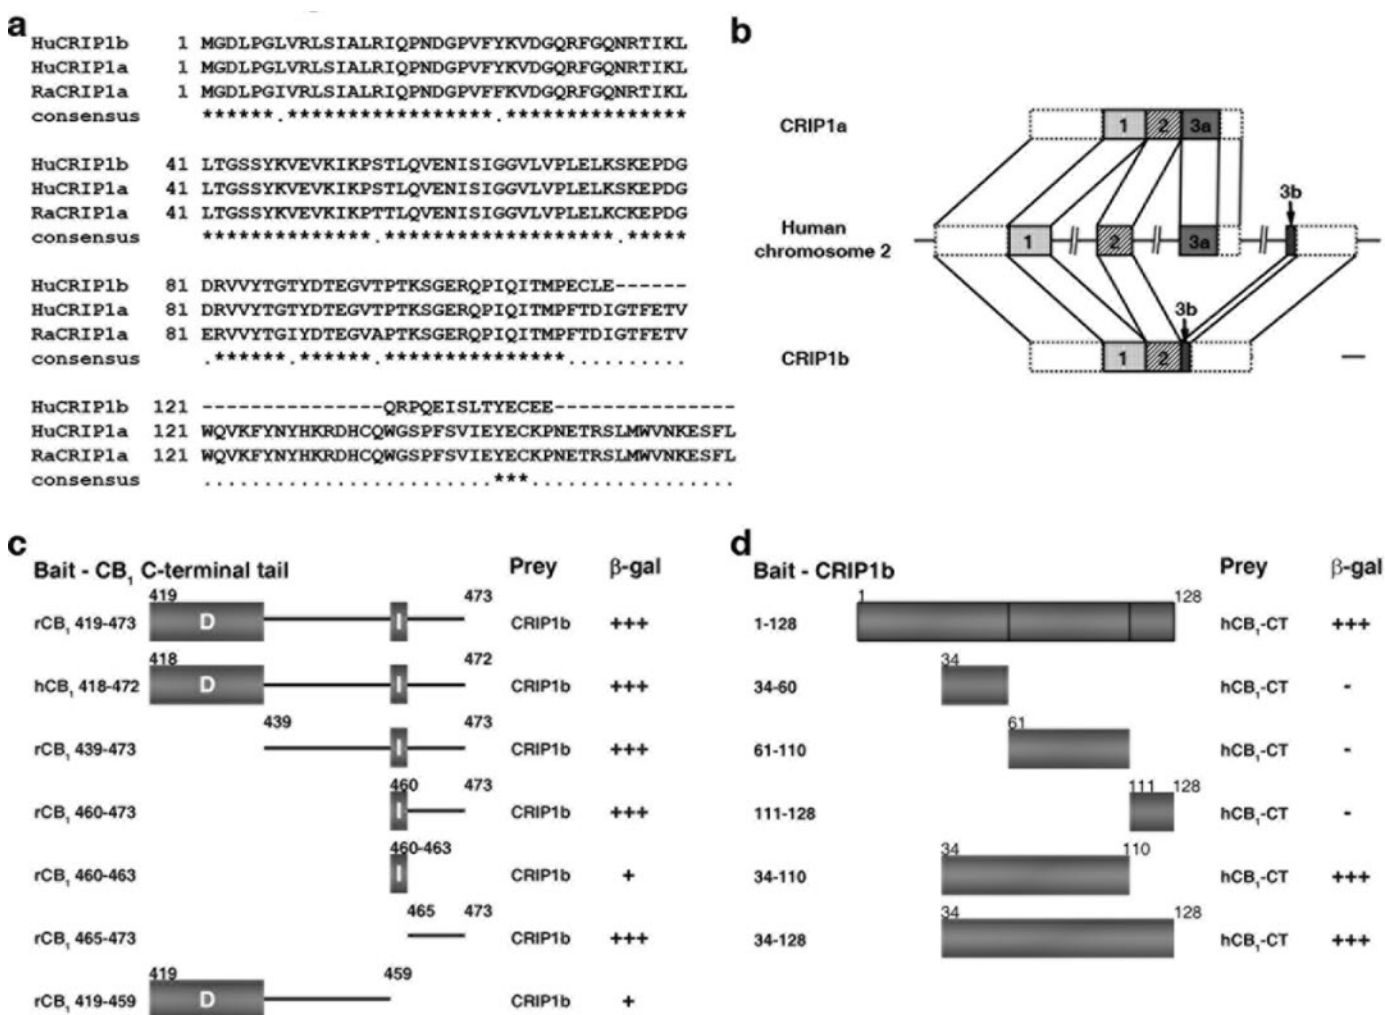 a
HuCRIP1b 1 MGDLPGLVRLSIALRIQPNDGPVFYKVDGQRFGQNRTIKL
HuCRIP1a 1 MGDLPGLVRLSIALRIQPNDGPVFYKVDGQRFGQNRTIKL
RaCRIP1a 1 MGDLPGIVRLSIALRIQPNDGPVFFKVDGQRFGQNRTIKL
consensus ******.*****************.***************
HuCRIP1b 41 LTGSSYKVEVKIKPSTLQVENISIGGVLVPLELKSKEPDG
HuCRIP1a 41 LTGSSYKVEVKIKPSTLQVENISIGGVLVPLELKSKEPDG
RaCRIP1a 41 LTGSSYKVEVKIKPTTLQVENISIGGVLVPLELKCKEPDG
consensus **************.*******************.*****
HuCRIP1b 81 DRVVYTGTYDTEGVTPTKSGERQPIQITMPECLE------
HuCRIP1a 81 DRVVYTGTYDTEGVTPTKSGERQPIQITMPFTDIGTFETV
RaCRIP1a 81 ERVVYTGIYDTEGVAPTKSGERQPIQITMPFTDIGTFETV
consensus .******.******.***************..........
HuCRIP1b 121 ---------------QRPQEISLTYECEE---------------
HuCRIP1a 121 WQVKFYNYHKRDHCQWGSPFSVIEYECKPNETRSLMWVNKESFL
RaCRIP1a 121 WQVKFYNYHKRDHCQWGSPFSVIEYECKPNETRSLMWVNKESFL
consensus ........................***.................
b
CRIP1a 1 2 3a
3b
Human
chromosome 2 1 2 3a
3b
CRIP1b 1 2
c
Bait - CB1 C-terminal tail Prey β-gal
419 473
rCB1 419-473 D I CRIP1b +++
418 472
hCB1 418-472 D I CRIP1b +++
439 473
rCB1 439-473 I CRIP1b +++
460 473
rCB1 460-473 I CRIP1b +++
460-463
rCB1 460-463 I CRIP1b +
465 473
rCB1 465-473 CRIP1b +++
419 459
rCB1 419-459 D CRIP1b +
d
Bait - CRIP1b Prey β-gal
1 128
1-128 hCB1-CT +++
34
34-60 hCB1-CT -
61
61-110 hCB1-CT -
111 128
111-128 hCB1-CT -
34 110
34-110 hCB1-CT +++
34 128
34-128 hCB1-CT +++